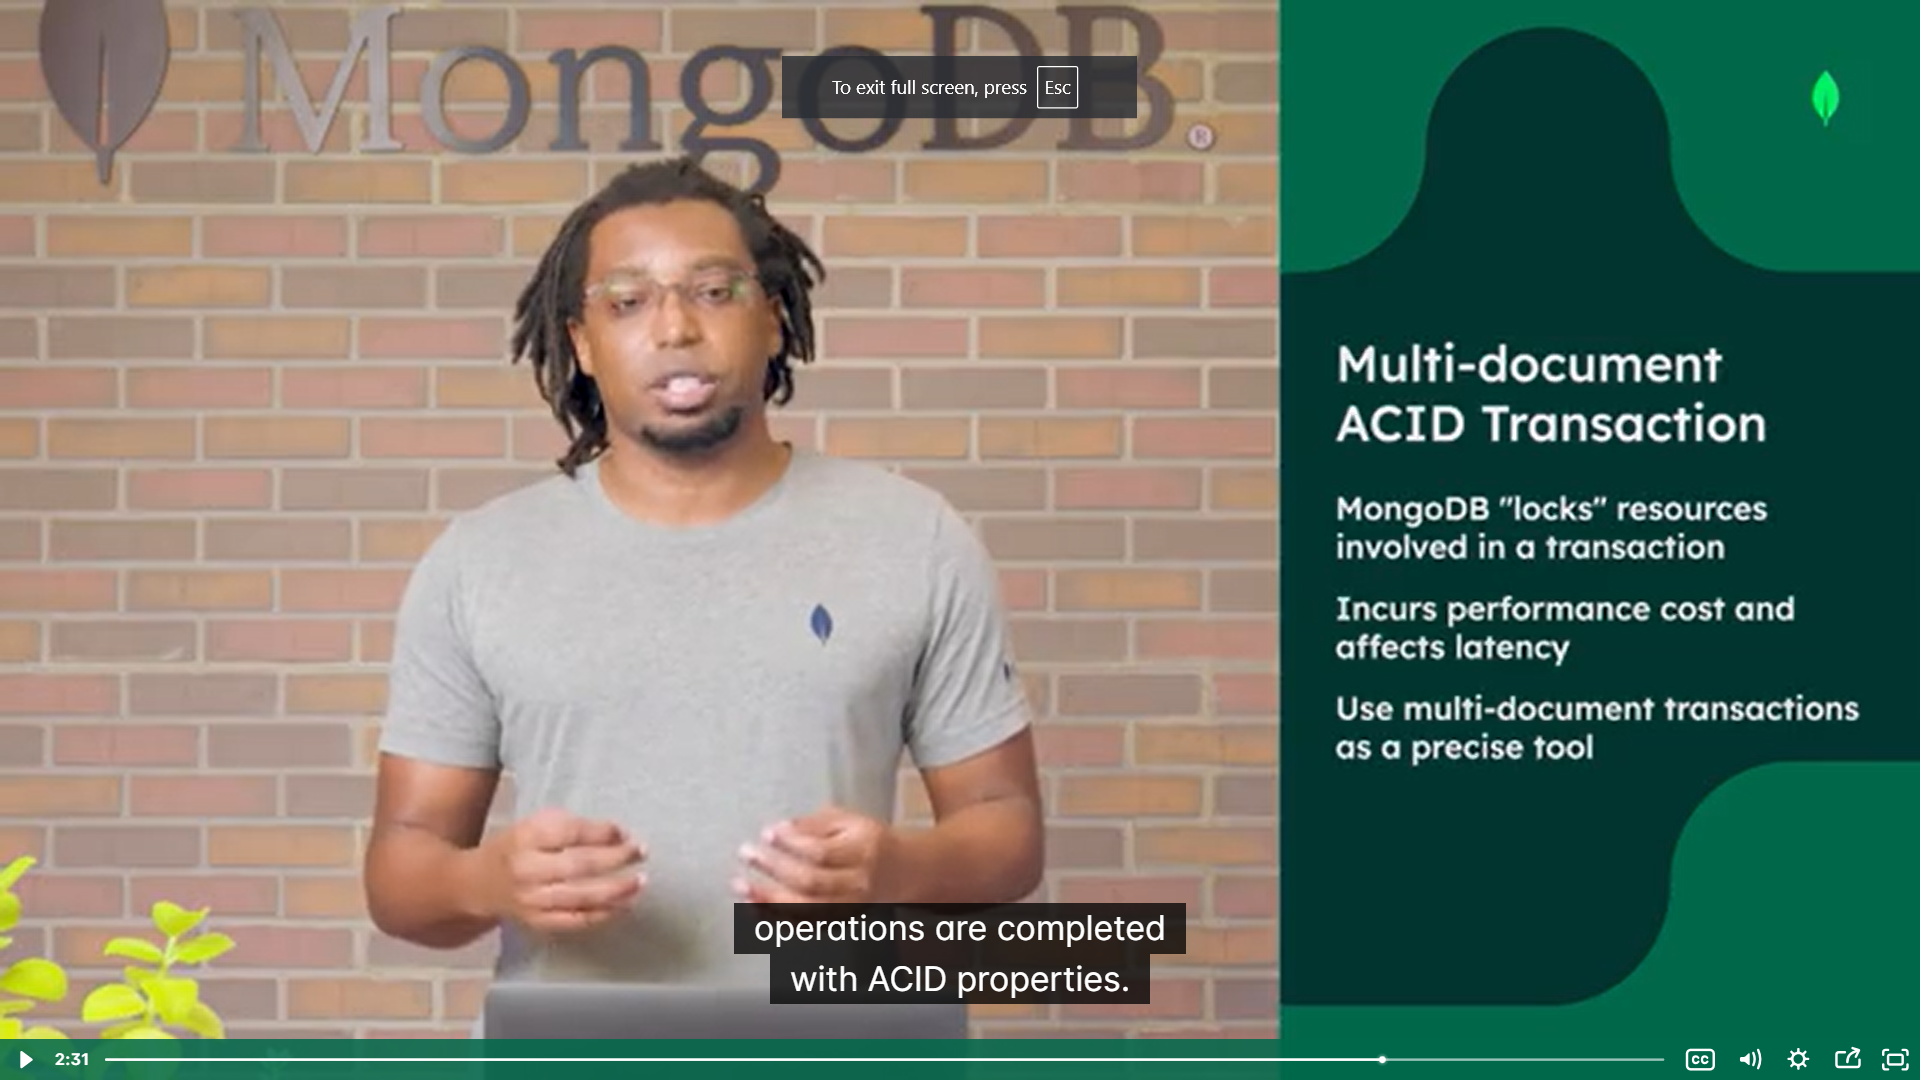 MongoDB®
To exit full screen, press Esc
Multi-document
ACID Transaction
MongoDB "locks" resources
involved in a transaction
Incurs performance cost and
affects latency
Use multi-document transactions
as a precise tool
operations are completed
with ACID properties.
2:31
CC